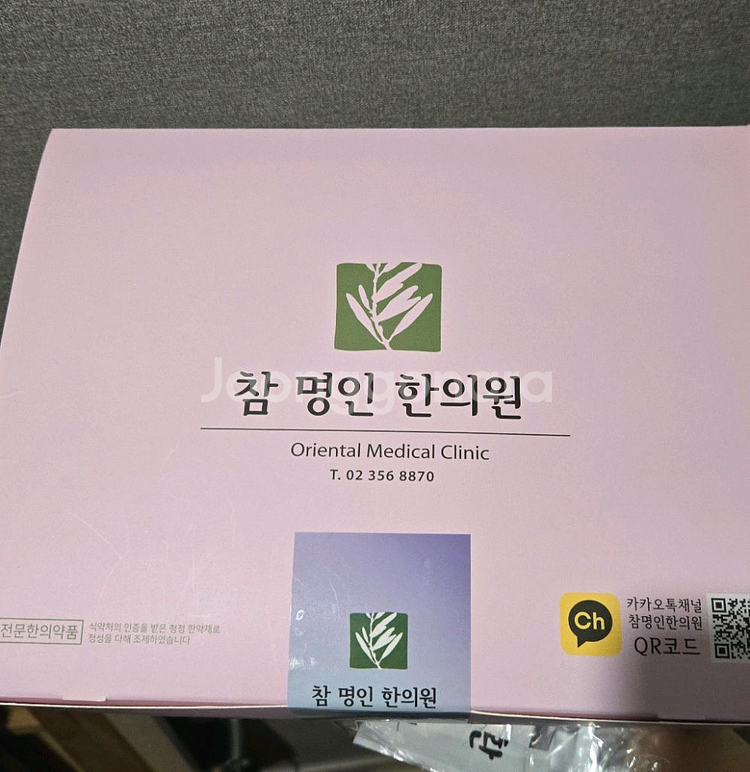 참 명인 한의원
Joonggonara
Oriental Medical Clinic
T. 02 356 8870
전문한의약품
식약처의 인증을 받은 청정 한약재로
정성을 다해 조제하였습니다
참 명인 한의원
Ch
카카오톡채널
참명인한의원
QR코드